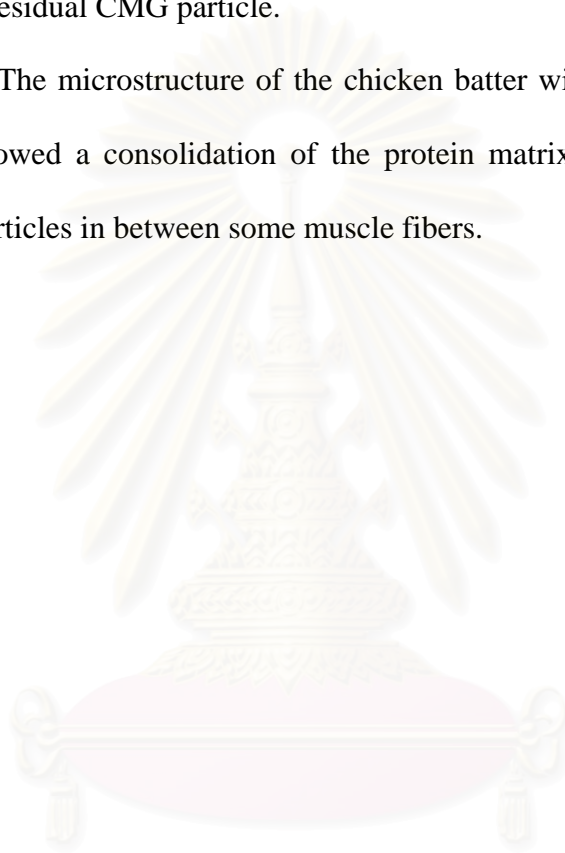 esidual CMG particle.
The microstructure of the chicken batter wi
owed a consolidation of the protein matrix
rticles in between some muscle fibers.